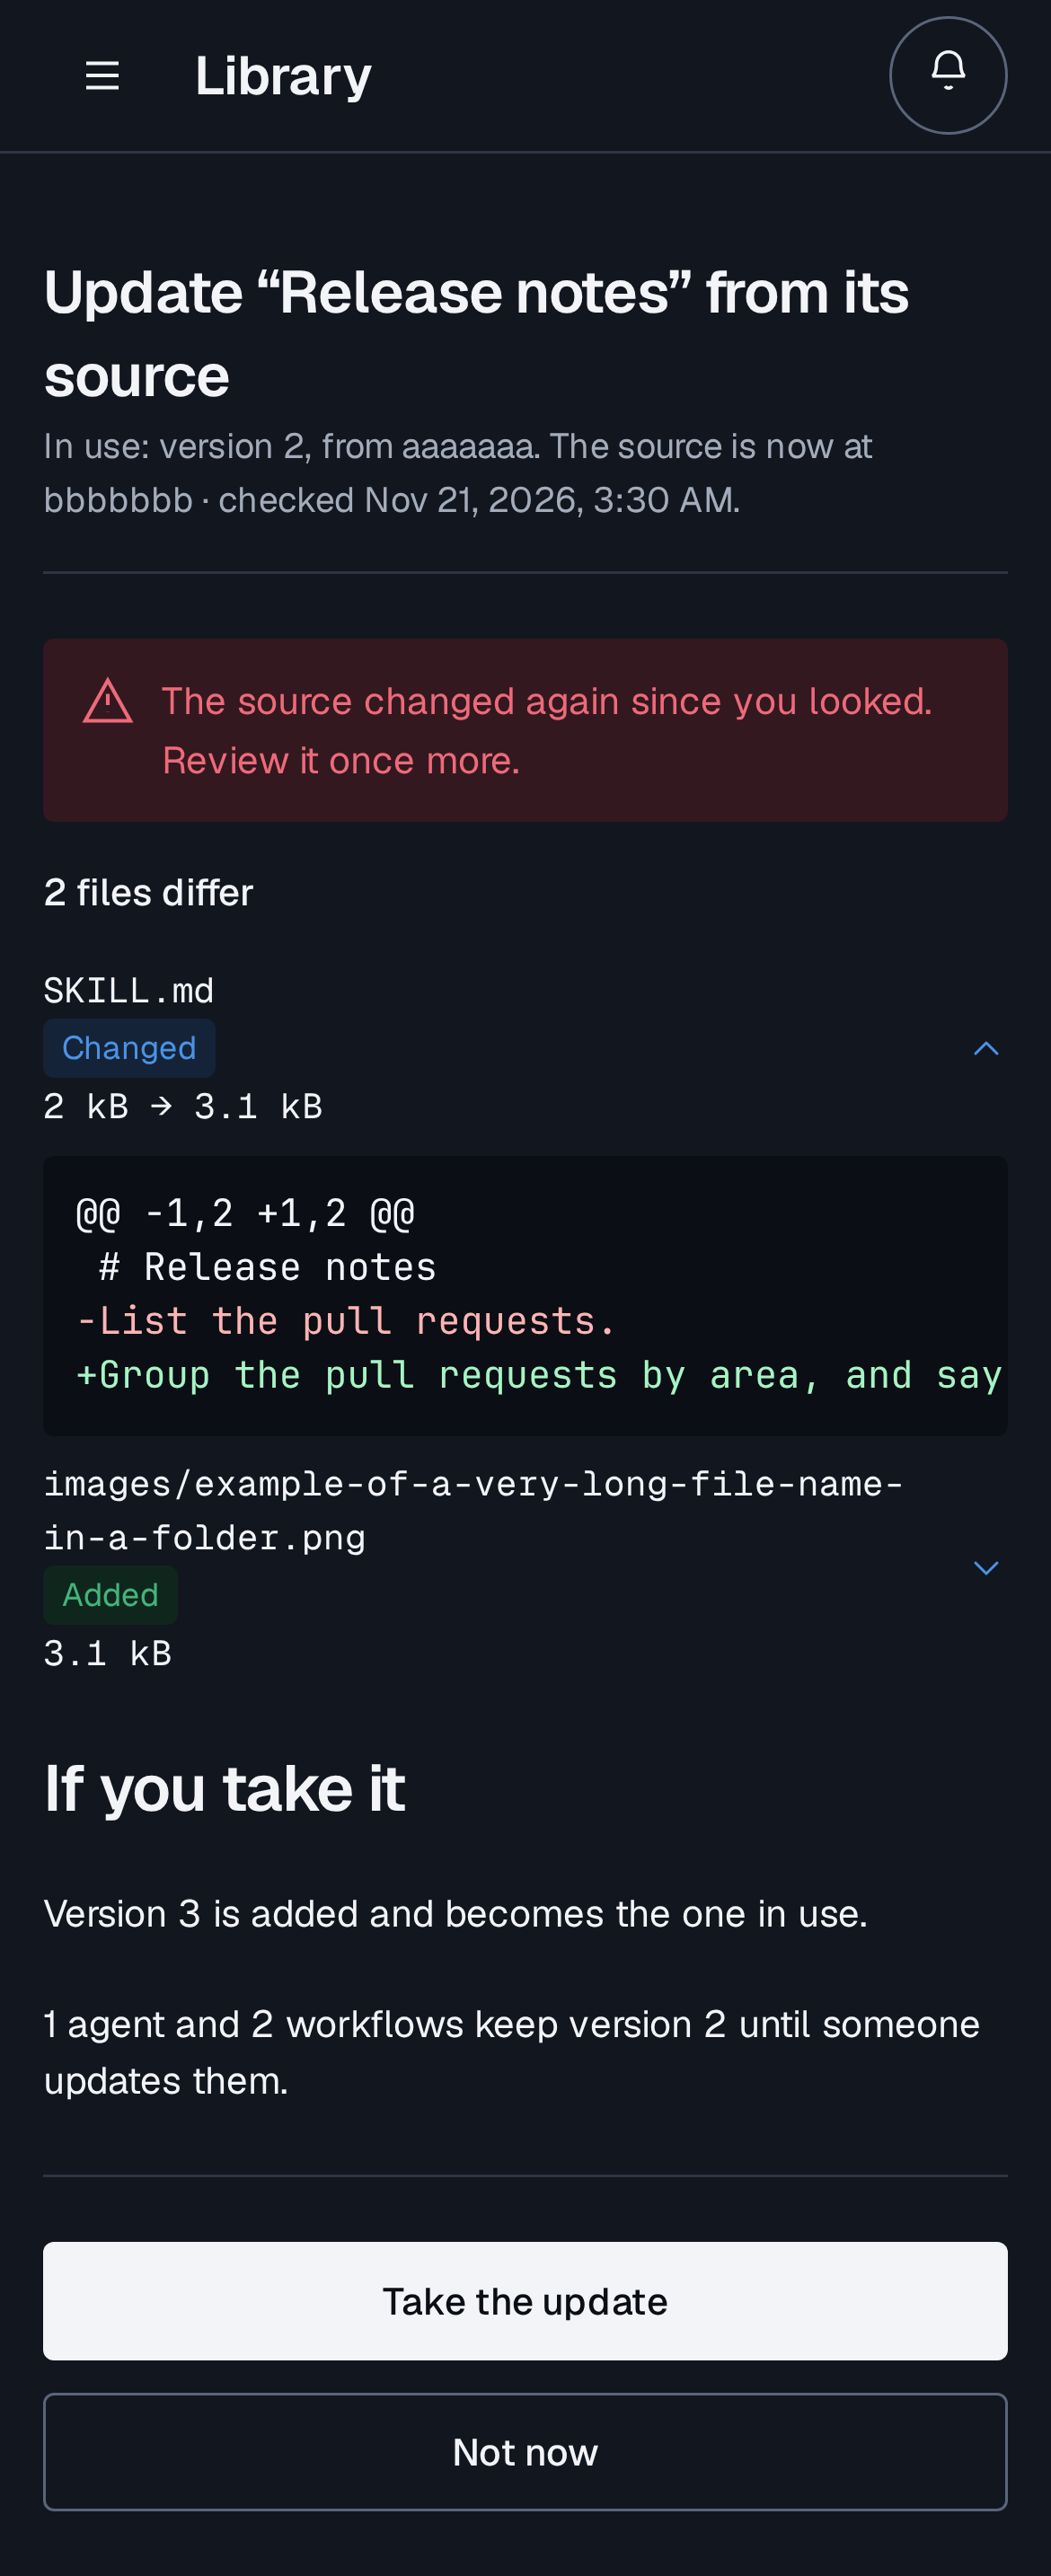 Library
Update “Release notes” from its
source
In use: version 2, from aaaaaaa. The source is now at
bbbbbbb · checked Nov 21, 2026, 3:30 AM.
The source changed again since you looked.
Review it once more.
2 files differ
SKILL.md
Changed
2 kB → 3.1 kB
@@ -1,2 +1,2 @@
# Release notes
-List the pull requests.
+Group the pull requests by area, and say
images/example-of-a-very-long-file-name-
in-a-folder.png
Added
3.1 kB
If you take it
Version 3 is added and becomes the one in use.
1 agent and 2 workflows keep version 2 until someone
updates them.
Take the update
Not now